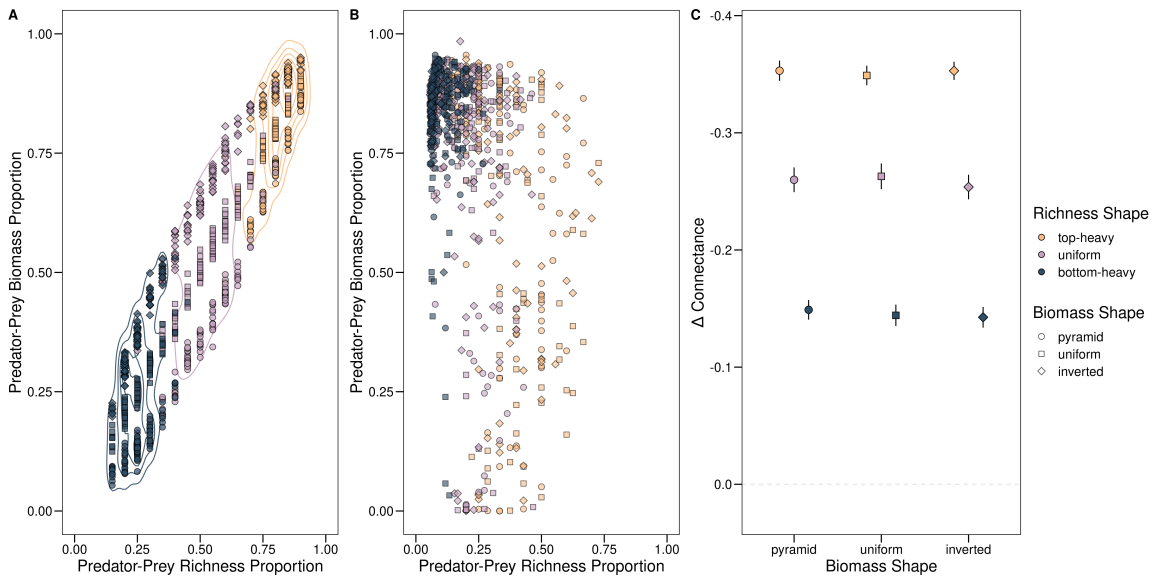 A
Predator-Prey Biomass Proportion
1.00
0.75
0.50
0.25
0.00
0.00 0.25 0.50 0.75 1.00
Predator-Prey Richness Proportion
B
Predator-Prey Biomass Proportion
1.00
0.75
0.50
0.25
0.00
0.00 0.25 0.50 0.75 1.00
Predator-Prey Richness Proportion
C
Δ Connectance
-0.4
-0.3
-0.2
-0.1
0.0
pyramid uniform inverted
Biomass Shape
Richness Shape
top-heavy
uniform
bottom-heavy
Biomass Shape
pyramid
uniform
inverted